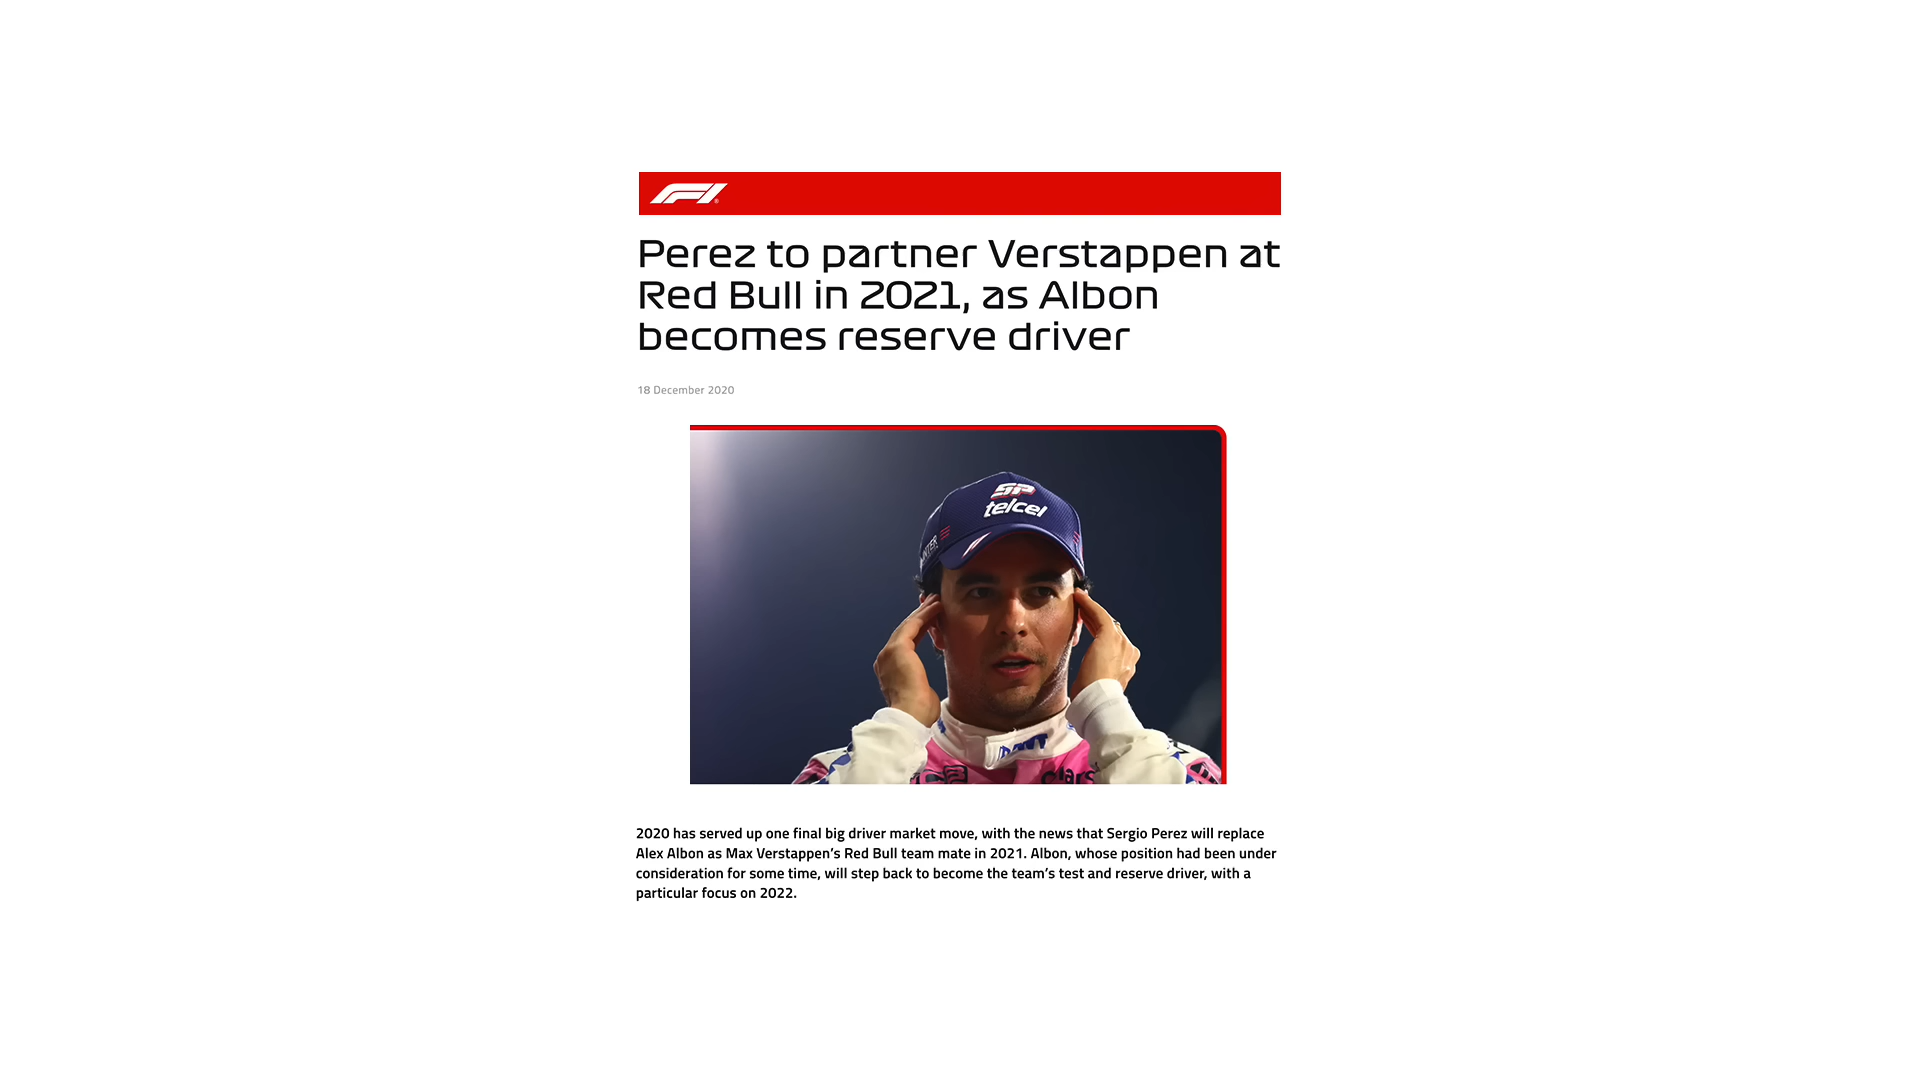 F1
Perez to partner Verstappen at
Red Bull in 2021, as Albon
becomes reserve driver
18 December 2020
SP
telcel
2020 has served up one final big driver market move, with the news that Sergio Perez will replace
Alex Albon as Max Verstappen’s Red Bull team mate in 2021. Albon, whose position had been under
consideration for some time, will step back to become the team’s test and reserve driver, with a
particular focus on 2022.